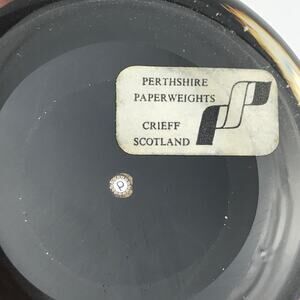 PERTHSHIRE
PAPERWEIGHTS
CRIEFF
SCOTLAND
P